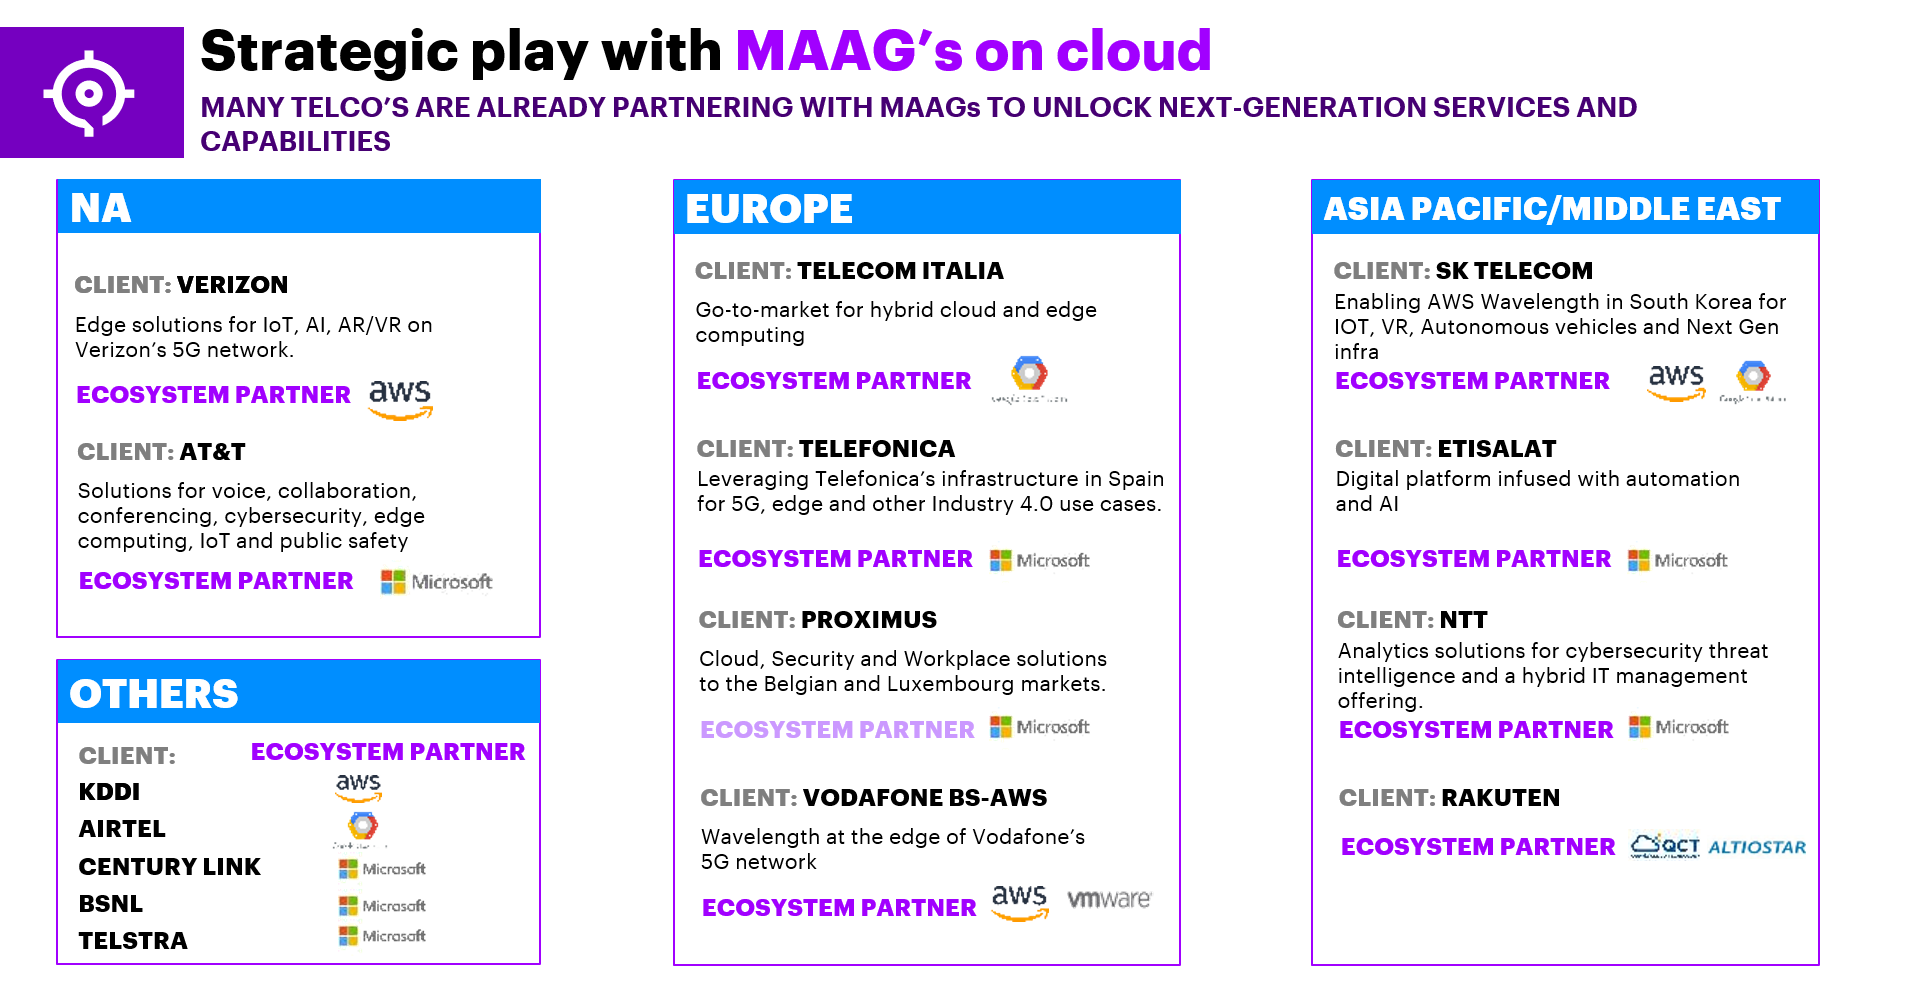 Strategic play with MAAG’s on cloud
MANY TELCO’S ARE ALREADY PARTNERING WITH MAAGs TO UNLOCK NEXT-GENERATION SERVICES AND
CAPABILITIES
NA
CLIENT: VERIZON
Edge solutions for IoT, AI, AR/VR on
Verizon’s 5G network.
ECOSYSTEM PARTNER aws
CLIENT: AT&T
Solutions for voice, collaboration,
conferencing, cybersecurity, edge
computing, IoT and public safety
ECOSYSTEM PARTNER Microsoft
OTHERS
CLIENT: ECOSYSTEM PARTNER
KDDI aws
AIRTEL
CENTURY LINK Microsoft
BSNL Microsoft
TELSTRA Microsoft
EUROPE
CLIENT: TELECOM ITALIA
Go-to-market for hybrid cloud and edge
computing
ECOSYSTEM PARTNER
CLIENT: TELEFONICA
Leveraging Telefonica’s infrastructure in Spain
for 5G, edge and other Industry 4.0 use cases.
ECOSYSTEM PARTNER Microsoft
CLIENT: PROXIMUS
Cloud, Security and Workplace solutions
to the Belgian and Luxembourg markets.
ECOSYSTEM PARTNER Microsoft
CLIENT: VODAFONE BS-AWS
Wavelength at the edge of Vodafone’s
5G network
ECOSYSTEM PARTNER aws vmware
ASIA PACIFIC/MIDDLE EAST
CLIENT: SK TELECOM
Enabling AWS Wavelength in South Korea for
IOT, VR, Autonomous vehicles and Next Gen
infra
ECOSYSTEM PARTNER aws
CLIENT: ETISALAT
Digital platform infused with automation
and AI
ECOSYSTEM PARTNER Microsoft
CLIENT: NTT
Analytics solutions for cybersecurity threat
intelligence and a hybrid IT management
offering.
ECOSYSTEM PARTNER Microsoft
CLIENT: RAKUTEN
ECOSYSTEM PARTNER QCT ALTIOSTAR